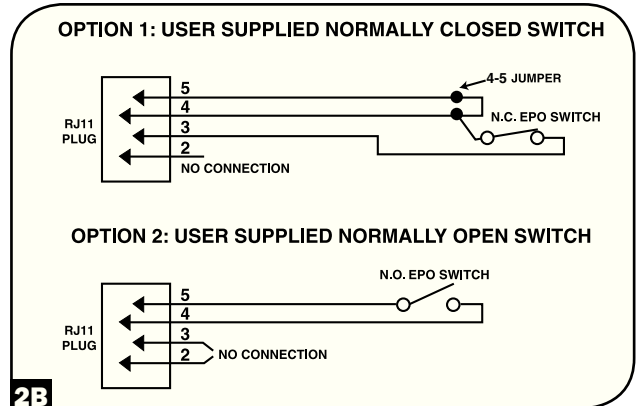 OPTION 1: USER SUPPLIED NORMALLY CLOSED SWITCH
5
4-5 JUMPER
4
N.C. EPO SWITCH
RJ11
PLUG
3
2
NO CONNECTION
OPTION 2: USER SUPPLIED NORMALLY OPEN SWITCH
N.O. EPO SWITCH
5
4
RJ11
PLUG
3
2
NO CONNECTION
2B